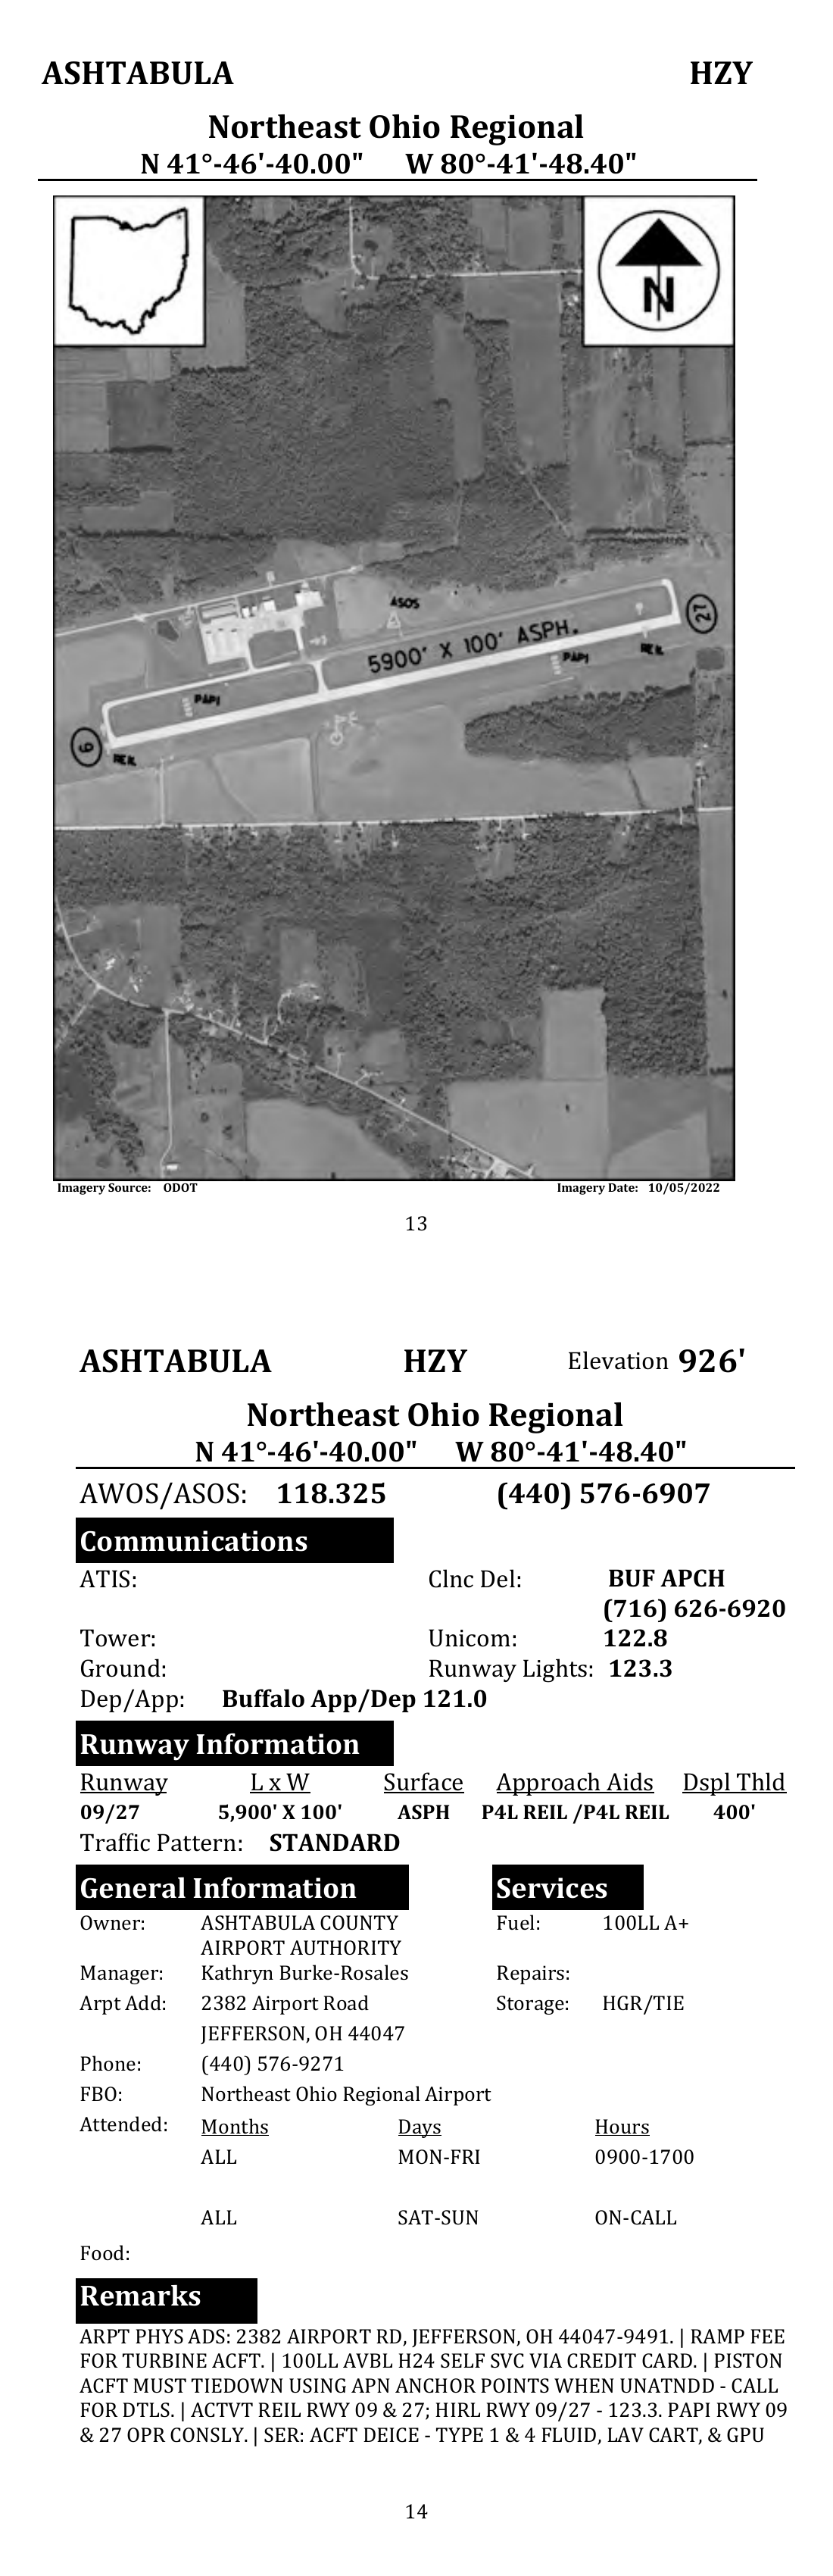 ASHTABULA HZY
Northeast Ohio Regional
N 41°-46'-40.00" W 80°-41'-48.40"
N
ASOS
27
5900' X 100' ASPH.
PAPI
REIL
PAPI
9
REIL
Imagery Source: ODOT Imagery Date: 10/05/2022
13
ASHTABULA HZY Elevation 926'
Northeast Ohio Regional
N 41°-46'-40.00" W 80°-41'-48.40"
AWOS/ASOS: 118.325 (440) 576-6907
Communications
ATIS: Clnc Del: BUF APCH
(716) 626-6920
Tower: Unicom: 122.8
Ground: Runway Lights: 123.3
Dep/App: Buffalo App/Dep 121.0
Runway Information
Runway L x W Surface Approach Aids Dspl Thld
09/27 5,900' X 100' ASPH P4L REIL /P4L REIL 400'
Traffic Pattern: STANDARD
General Information Services
Owner: ASHTABULA COUNTY Fuel: 100LL A+
AIRPORT AUTHORITY
Manager: Kathryn Burke-Rosales Repairs:
Arpt Add: 2382 Airport Road Storage: HGR/TIE
JEFFERSON, OH 44047
Phone: (440) 576-9271
FBO: Northeast Ohio Regional Airport
Attended: Months Days Hours
ALL MON-FRI 0900-1700
ALL SAT-SUN ON-CALL
Food:
Remarks
ARPT PHYS ADS: 2382 AIRPORT RD, JEFFERSON, OH 44047-9491. | RAMP FEE
FOR TURBINE ACFT. | 100LL AVBL H24 SELF SVC VIA CREDIT CARD. | PISTON
ACFT MUST TIEDOWN USING APN ANCHOR POINTS WHEN UNATNDD - CALL
FOR DTLS. | ACTVT REIL RWY 09 & 27; HIRL RWY 09/27 - 123.3. PAPI RWY 09
& 27 OPR CONSLY. | SER: ACFT DEICE - TYPE 1 & 4 FLUID, LAV CART, & GPU
14